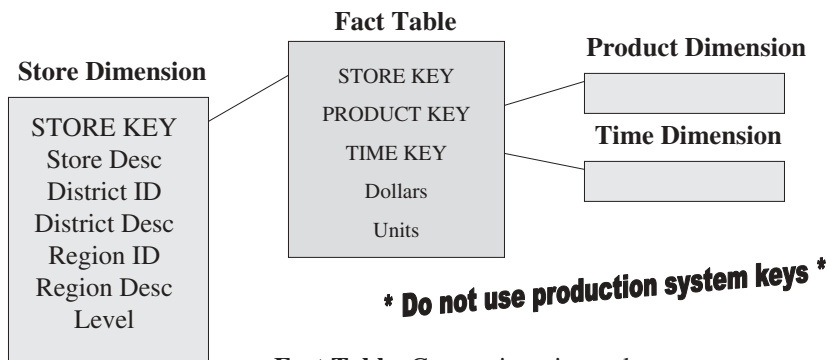 Fact Table
STORE KEY
PRODUCT KEY
TIME KEY
Dollars
Units
Store Dimension
STORE KEY
Store Desc
District ID
District Desc
Region ID
Region Desc
Level
Product Dimension
Time Dimension
* Do not use production system keys *